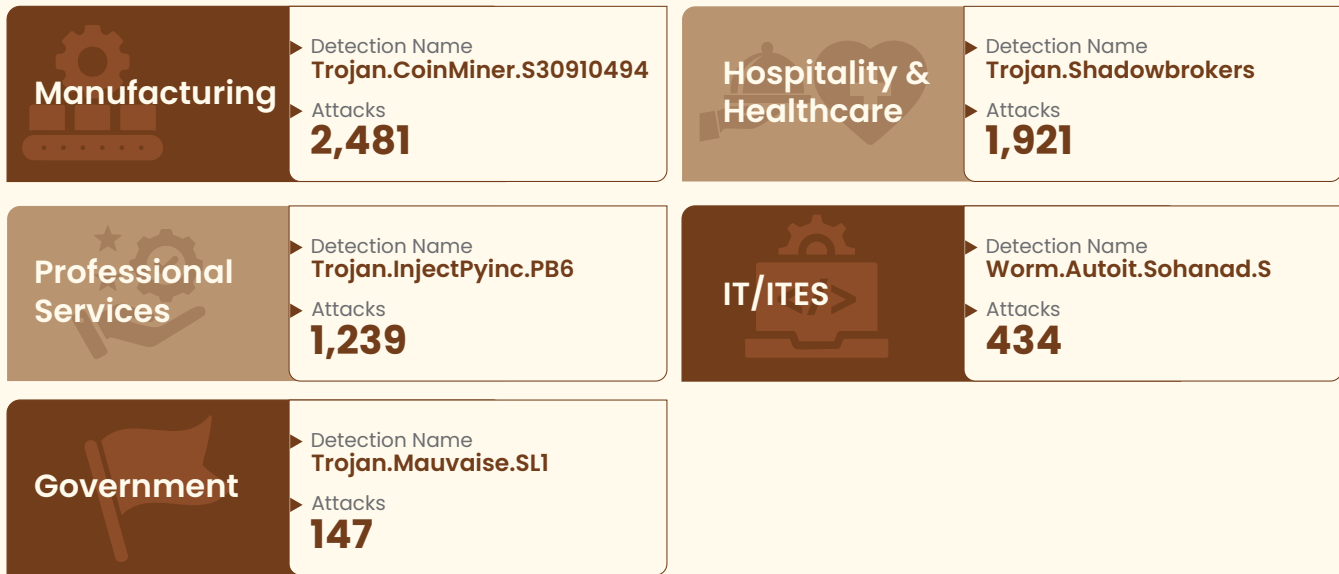 Manufacturing
Detection Name
Trojan.CoinMiner.S30910494
Attacks
2,481
Hospitality &
Healthcare
Detection Name
Trojan.Shadowbrokers
Attacks
1,921
Professional
Services
Detection Name
Trojan.InjectPyinc.PB6
Attacks
1,239
IT/ITES
Detection Name
Worm.Autoit.Sohanad.S
Attacks
434
Government
Detection Name
Trojan.Mauvaise.SL1
Attacks
147